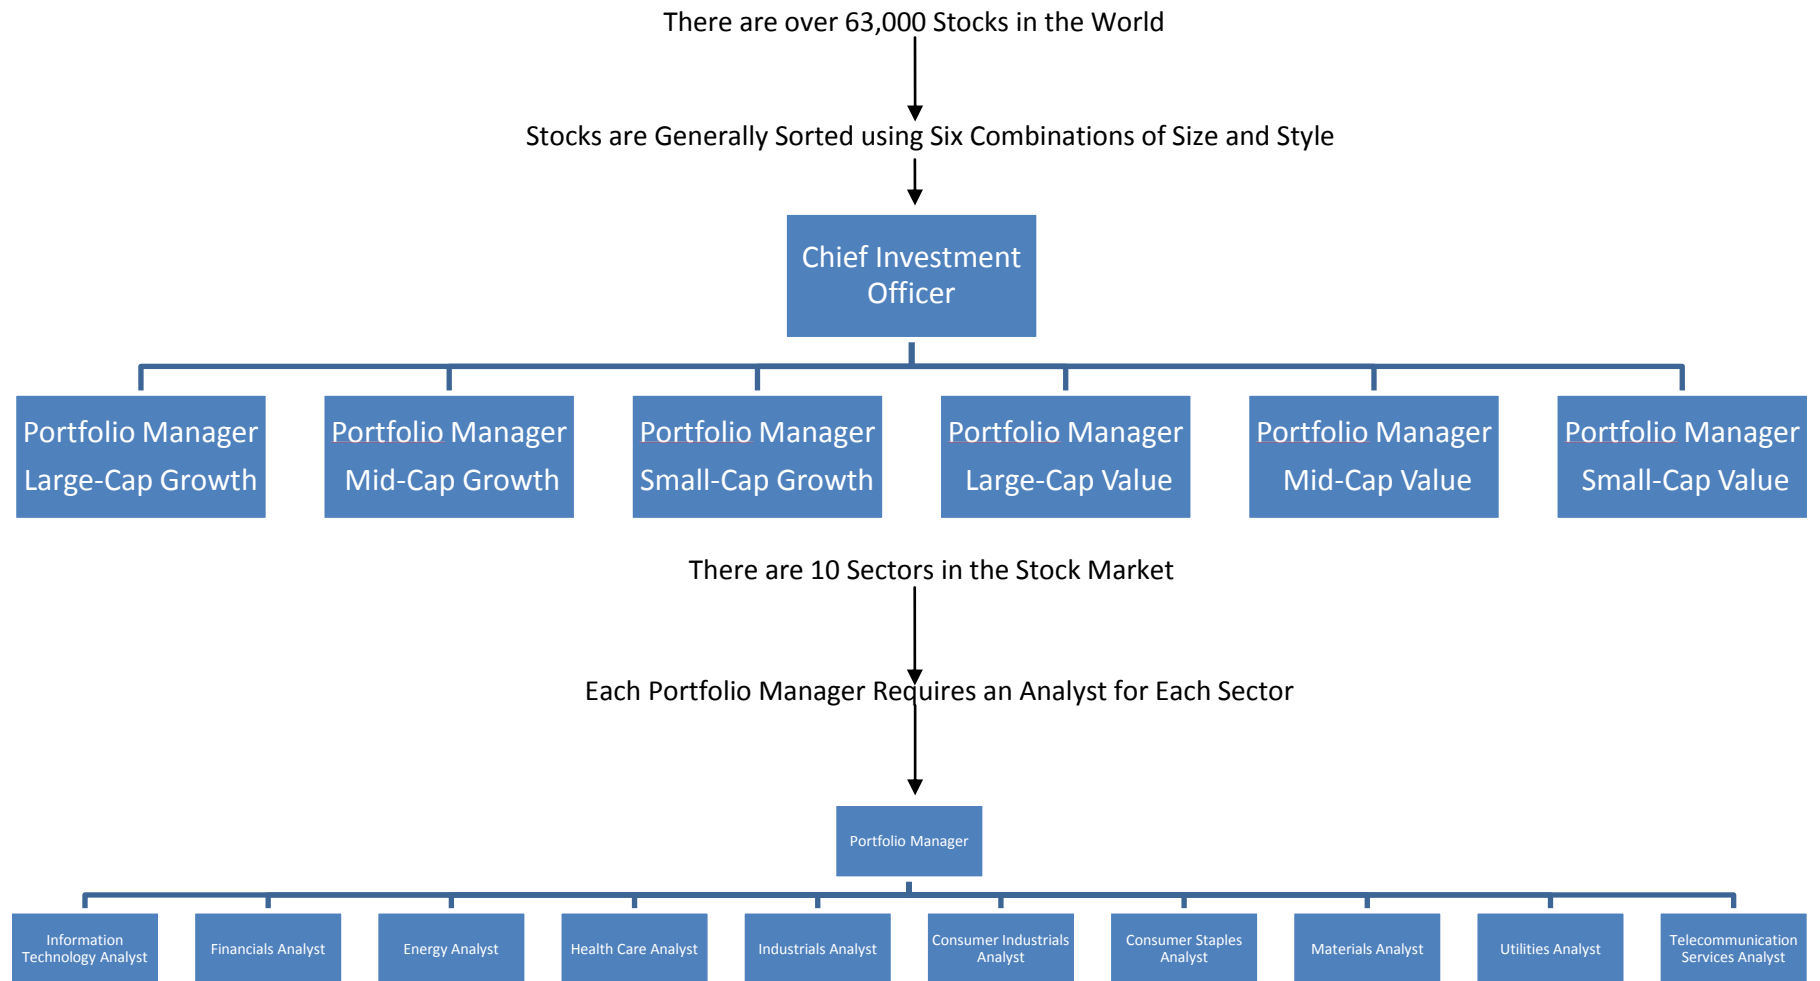 There are over 63,000 Stocks in the World
Stocks are Generally Sorted using Six Combinations of Size and Style
Chief Investment
Officer
Portfolio Manager
Large-Cap Growth
Portfolio Manager
Mid-Cap Growth
Portfolio Manager
Small-Cap Growth
Portfolio Manager
Large-Cap Value
Portfolio Manager
Mid-Cap Value
Portfolio Manager
Small-Cap Value
There are 10 Sectors in the Stock Market
Each Portfolio Manager Requires an Analyst for Each Sector
Portfolio Manager
Information
Technology Analyst
Financials Analyst
Energy Analyst
Health Care Analyst
Industrials Analyst
Consumer Industrials
Analyst
Consumer Staples
Analyst
Materials Analyst
Utilities Analyst
Telecommunication
Services Analyst